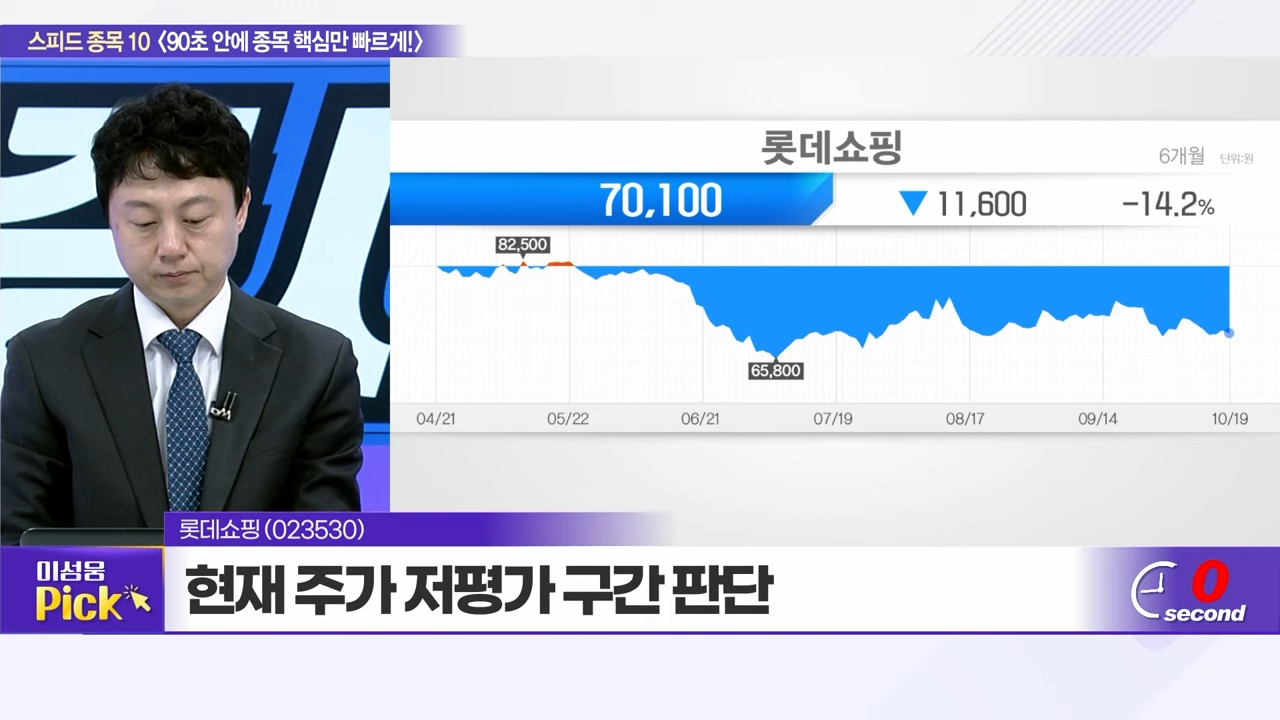 스피드 종목 10 〈90초 안에 종목 핵심만 빠르게!〉
롯데쇼핑
6개월 단위:원
70,100 ▼ 11,600 -14.2%
82,500
65,800
04/21 05/22 06/21 07/19 08/17 09/14 10/19
롯데쇼핑 (023530)
이성웅
Pick
현재 주가 저평가 구간 판단
0
second